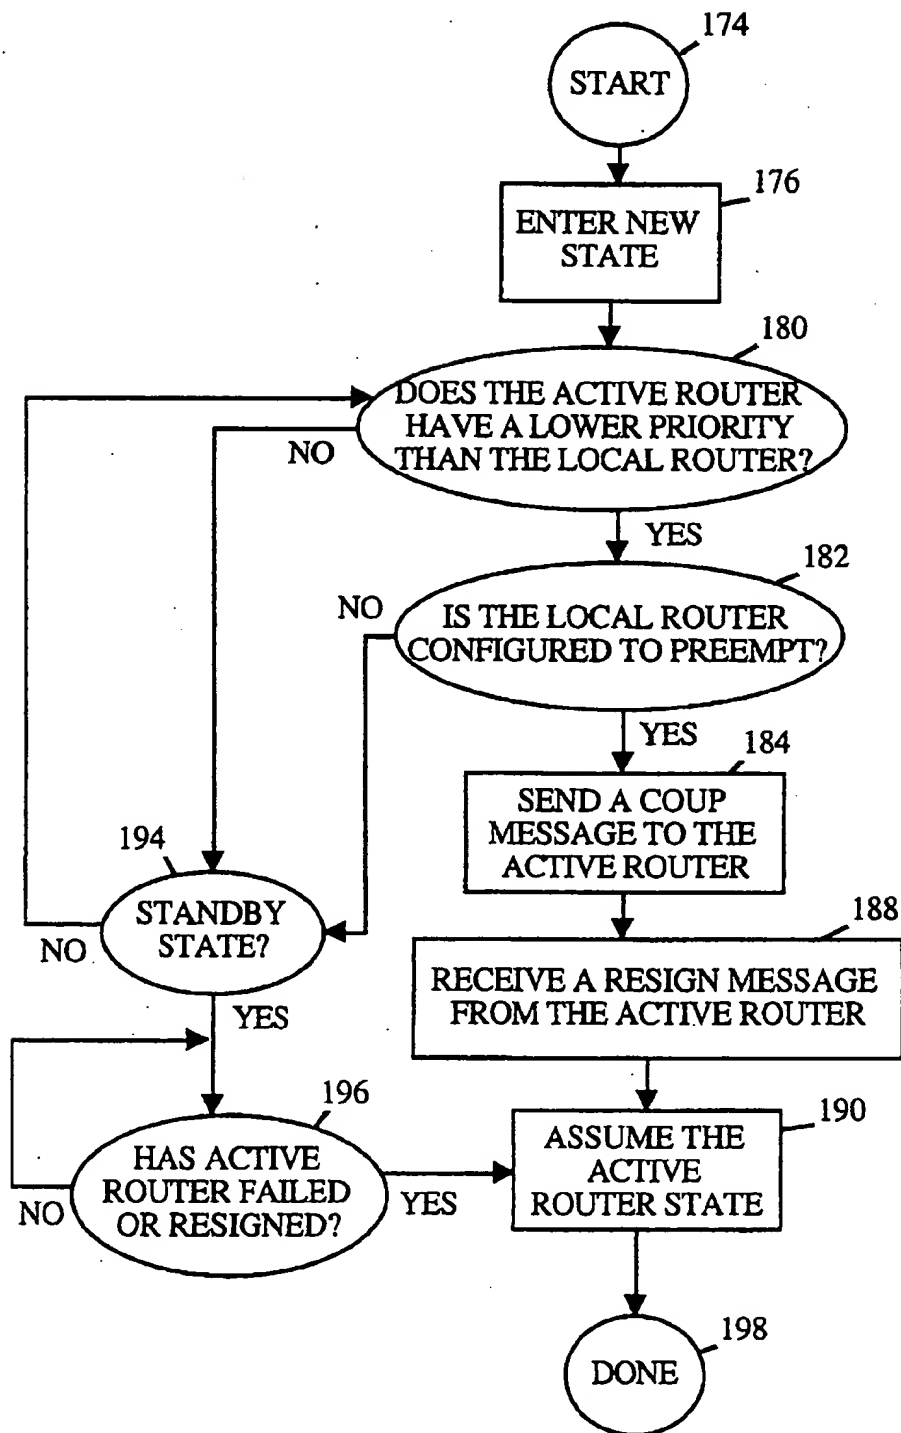 174
START
176
ENTER NEW
STATE
180
DOES THE ACTIVE ROUTER
HAVE A LOWER PRIORITY
THAN THE LOCAL ROUTER?
NO
YES
182
NO
IS THE LOCAL ROUTER
CONFIGURED TO PREEMPT?
YES
184
SEND A COUP
MESSAGE TO THE
ACTIVE ROUTER
194
STANDBY
STATE?
NO
YES
188
RECEIVE A RESIGN MESSAGE
FROM THE ACTIVE ROUTER
196
HAS ACTIVE
ROUTER FAILED
OR RESIGNED?
NO
YES
190
ASSUME THE
ACTIVE
ROUTER STATE
198
DONE